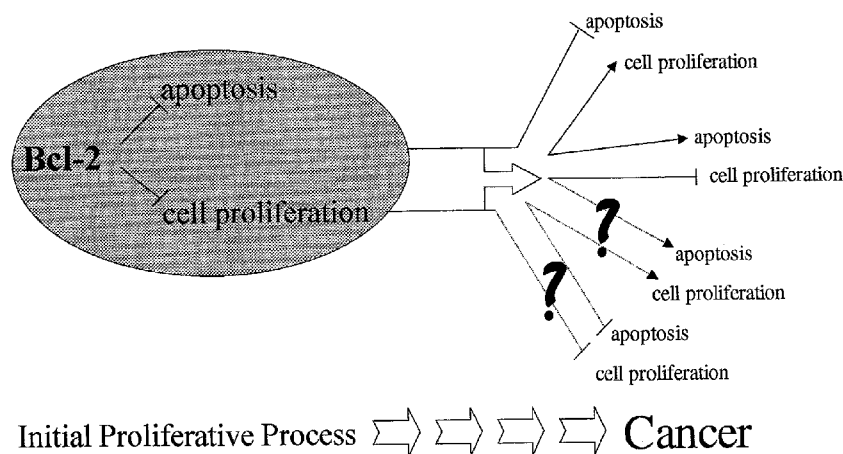 apoptosis
cell proliferation
apoptosis
Bcl-2
apoptosis
cell proliferation
cell proliferation
?
apoptosis
?
cell proliferation
apoptosis
cell proliferation
Initial Proliferative Process
Cancer